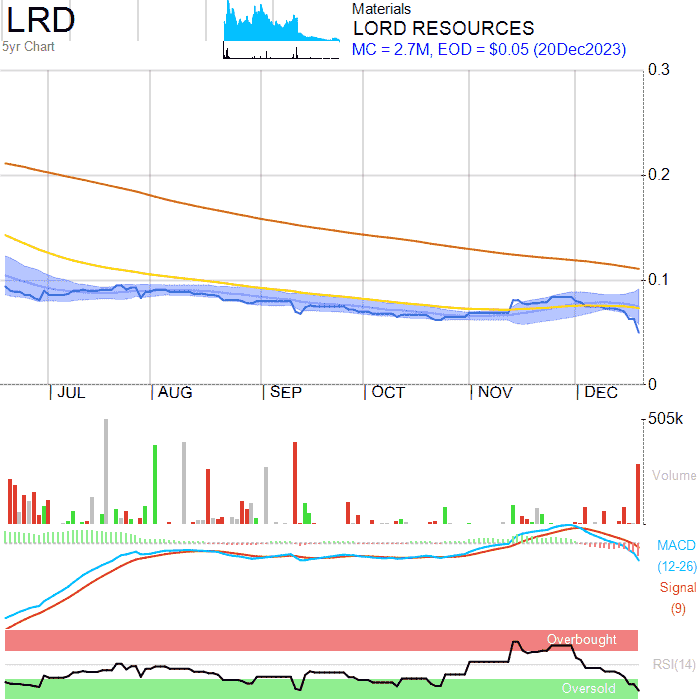 LRD
5yr Chart
Materials
LORD RESOURCES
MC = 2.7M, EOD = $0.05 (20Dec2023)
0.3
0.2
0.1
0
JUL AUG SEP OCT NOV DEC
505k
Volume
MACD
(12-26)
Signal
(9)
Overbought
RSI(14)
Oversold